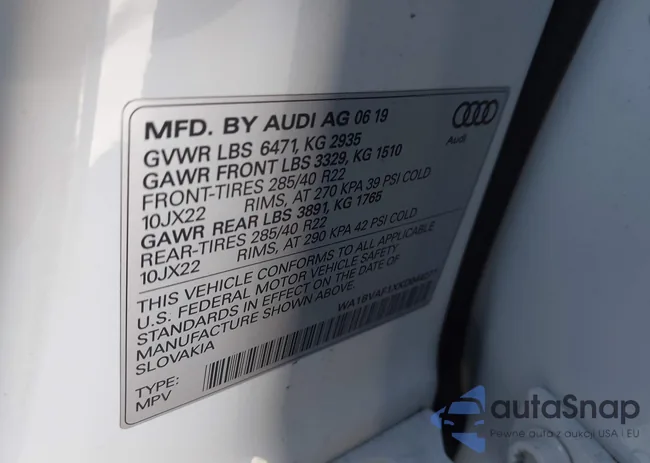 MFD. BY AUDI AG 06 19
GVWR LBS 6471, KG 2935
GAWR FRONT LBS 3329, KG 1510
FRONT-TIRES 285/40 R22
10JX22 RIMS, AT 270 KPA 39 PSI COLD
GAWR REAR LBS 3891, KG 1765
REAR-TIRES 285/40 R22
10JX22 RIMS, AT 290 KPA 42 PSI COLD
THIS VEHICLE CONFORMS TO ALL APPLICABLE
U.S. FEDERAL MOTOR VEHICLE SAFETY
STANDARDS IN EFFECT ON THE DATE OF
MANUFACTURE SHOWN ABOVE.
SLOVAKIA
TYPE:
MPV
Audi
autaSnap
Pewne auta z aukcji USA i EU